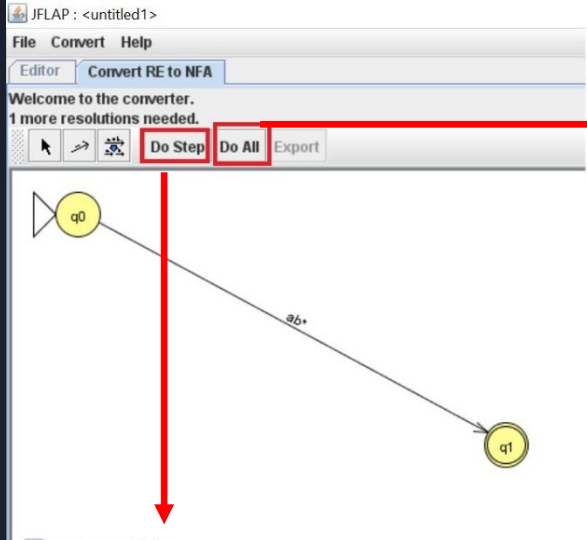 JFLAP : <untitled1>
File Convert Help
Editor Convert RE to NFA
Welcome to the converter.
1 more resolutions needed.
Do Step Do All Export
q0
ab*
q1